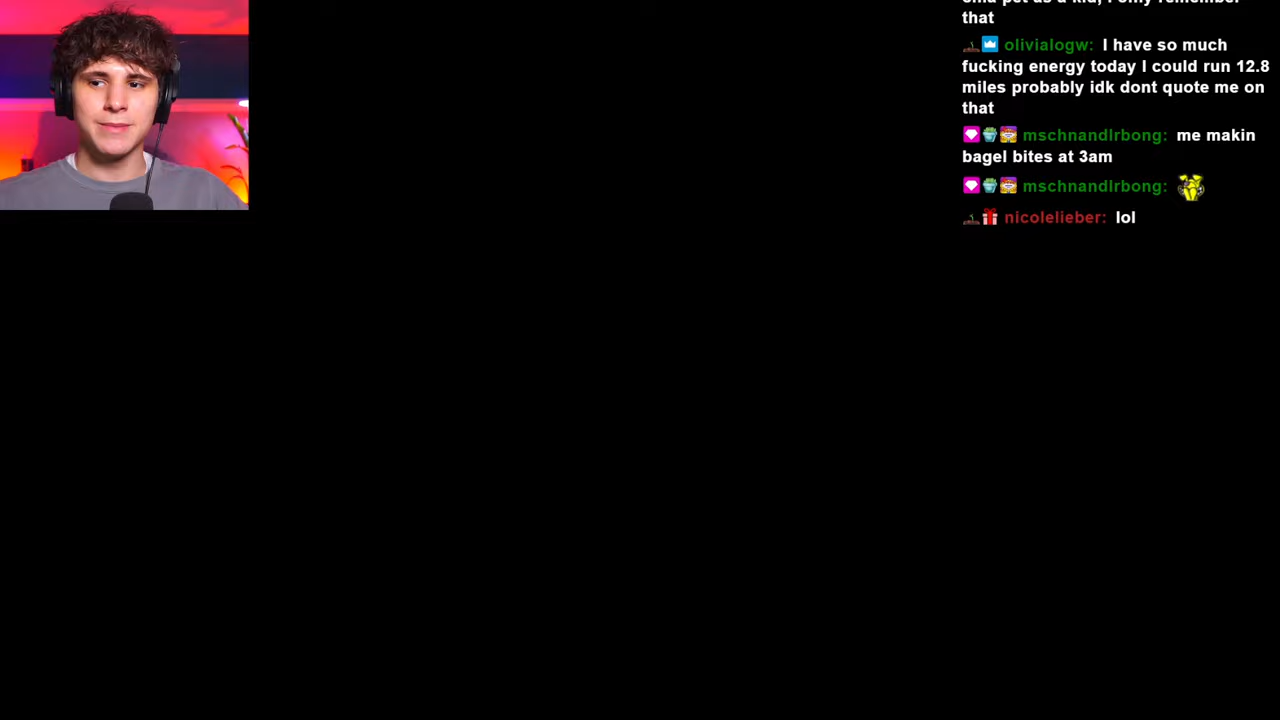 that
olivialogw: I have so much
fucking energy today I could run 12.8
miles probably idk dont quote me on
that
mschnandlrbong: me makin
bagel bites at 3am
mschnandlrbong:
nicolelieber: lol